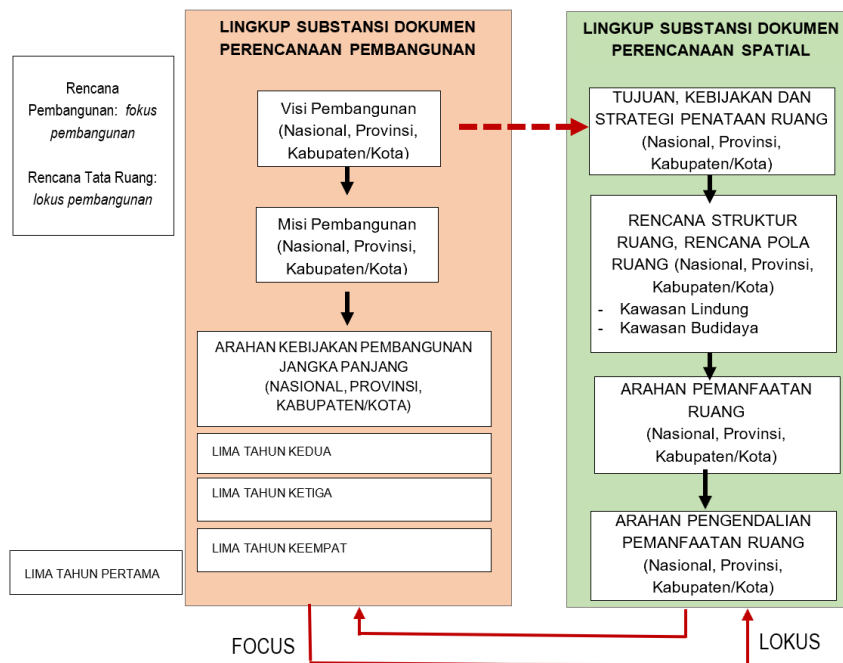 Rencana
Pembangunan: fokus
pembangunan
Rencana Tata Ruang:
lokus pembangunan
LINGKUP SUBSTANSI DOKUMEN
PERENCANAAN PEMBANGUNAN
Visi Pembangunan
(Nasional, Provinsi,
Kabupaten/Kota)
Misi Pembangunan
(Nasional, Provinsi,
Kabupaten/Kota)
ARAHAN KEBIJAKAN PEMBANGUNAN
JANGKA PANJANG
(NASIONAL, PROVINSI,
KABUPATEN/KOTA)
LIMA TAHUN KEDUA
LIMA TAHUN KETIGA
LIMA TAHUN KEEMPAT
LIMA TAHUN PERTAMA
LINGKUP SUBSTANSI DOKUMEN
PERENCANAAN SPATIAL
TUJUAN, KEBIJAKAN DAN
STRATEGI PENATAAN RUANG
(Nasional, Provinsi,
Kabupaten/Kota)
RENCANA STRUKTUR
RUANG, RENCANA POLA
RUANG (Nasional, Provinsi,
Kabupaten/Kota)
- Kawasan Lindung
- Kawasan Budidaya
ARAHAN PEMANFAATAN
RUANG
(Nasional, Provinsi,
Kabupaten/Kota)
ARAHAN PENGENDALIAN
PEMANFAATAN RUANG
(Nasional, Provinsi,
Kabupaten/Kota)
FOCUS
LOKUS